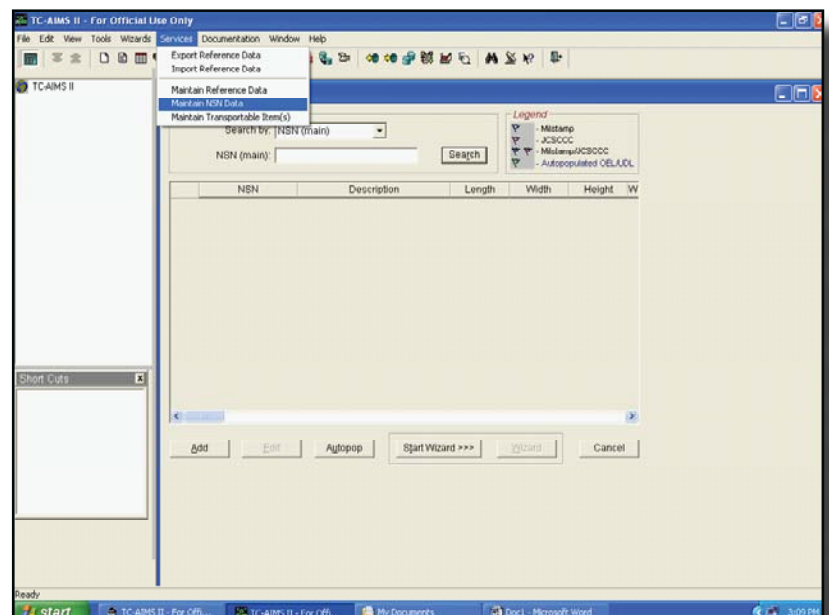 TC-AIMS II - For Official Use Only
File Edit View Tools Wizards Services Documentation Window Help
Export Reference Data
Import Reference Data
Maintain Reference Data
Maintain NSN Data
Maintain Transportable Item(s)
TC-AIMS II
Search by: NSN (main)
NSN (main):
Search
Legend
- Milstamp
- JCSCCC
- Milstamp/JCSCCC
- Autopopulated OEL/UDL
NSN Description Length Width Height W
Short Cuts
Add Edit Autopop Start Wizard >>> Wizard Cancel
Ready
start TC-AIMS II - For Offi... TC-AIMS II - For Offi... My Documents Doc1 - Microsoft Word 3:09 PM